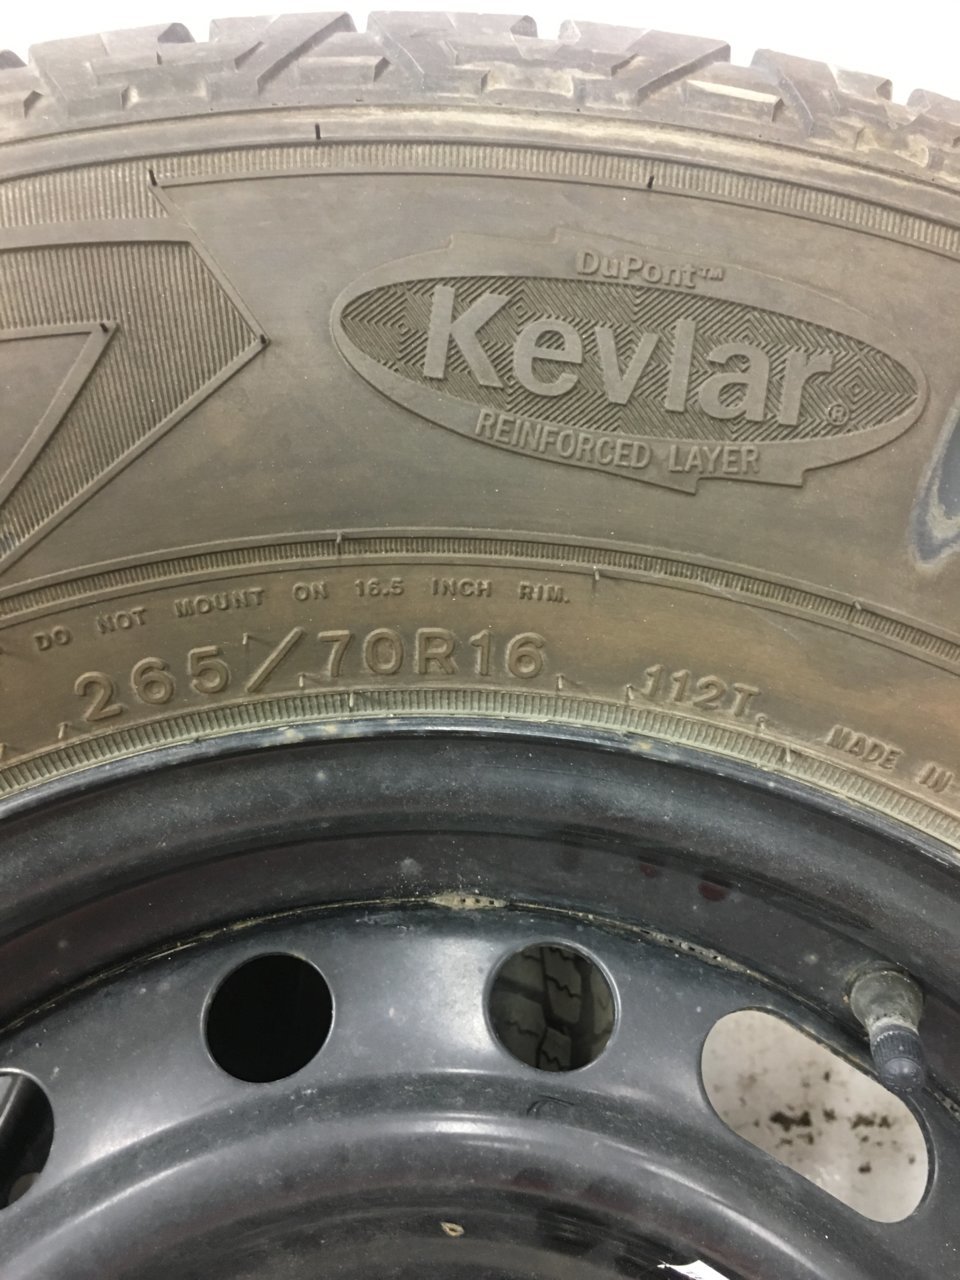 DuPont™
Kevlar®
REINFORCED LAYER
DO NOT MOUNT ON 16.5 INCH RIM.
265/70R16 112T
MADE IN